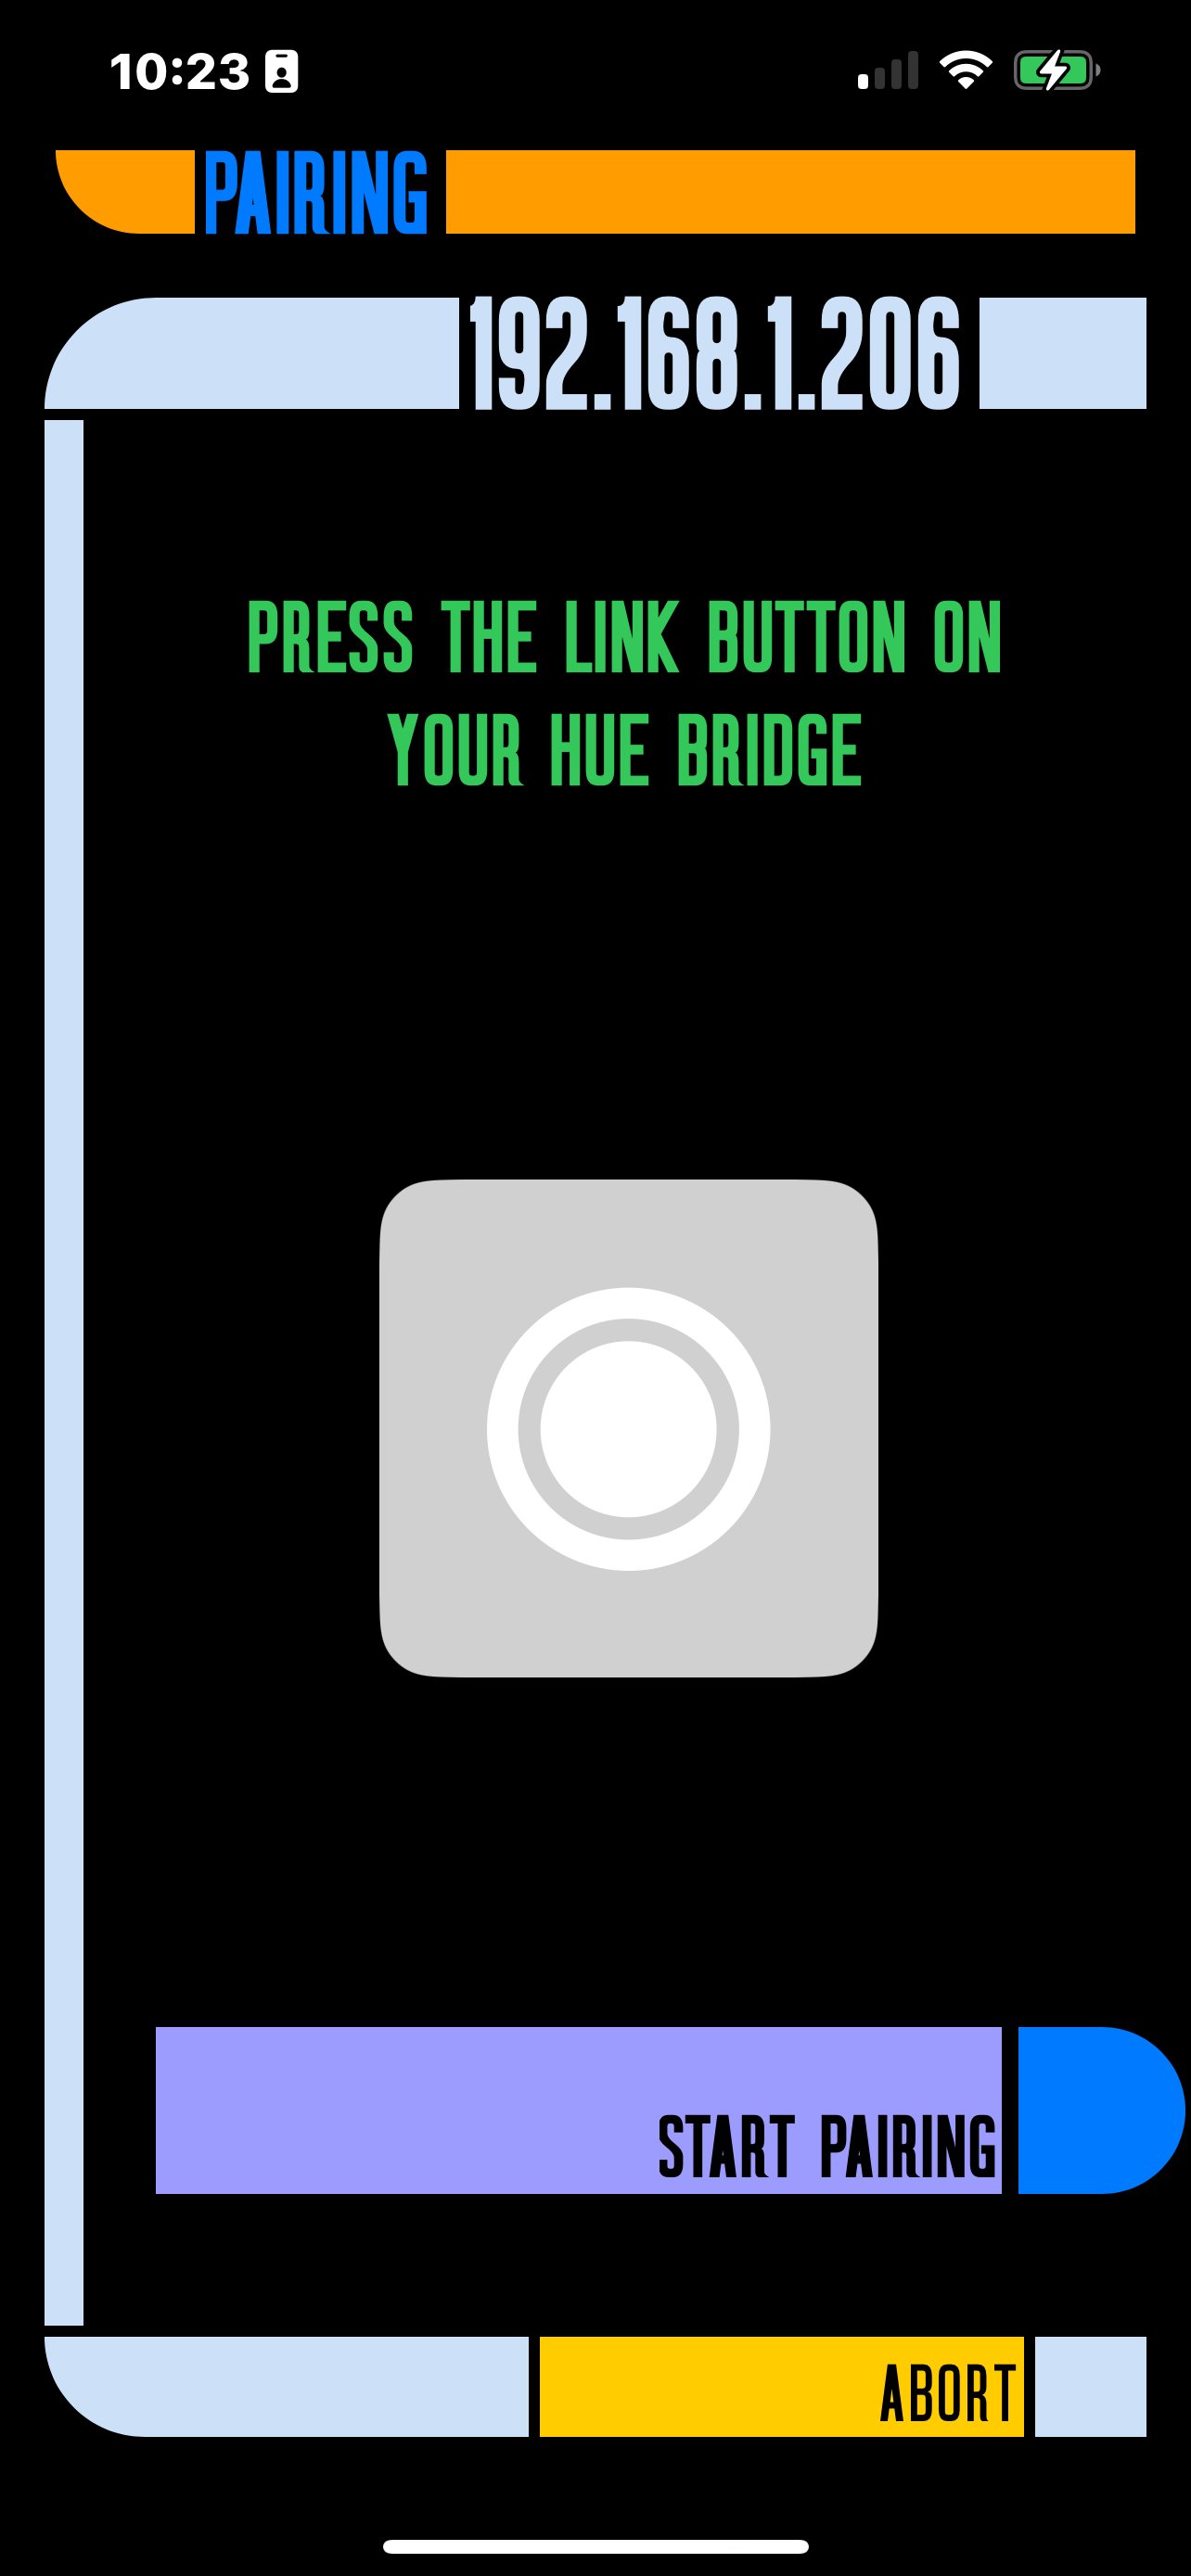 10:23
PAIRING
192.168.1.206
PRESS THE LINK BUTTON ON
YOUR HUE BRIDGE
START PAIRING
ABORT